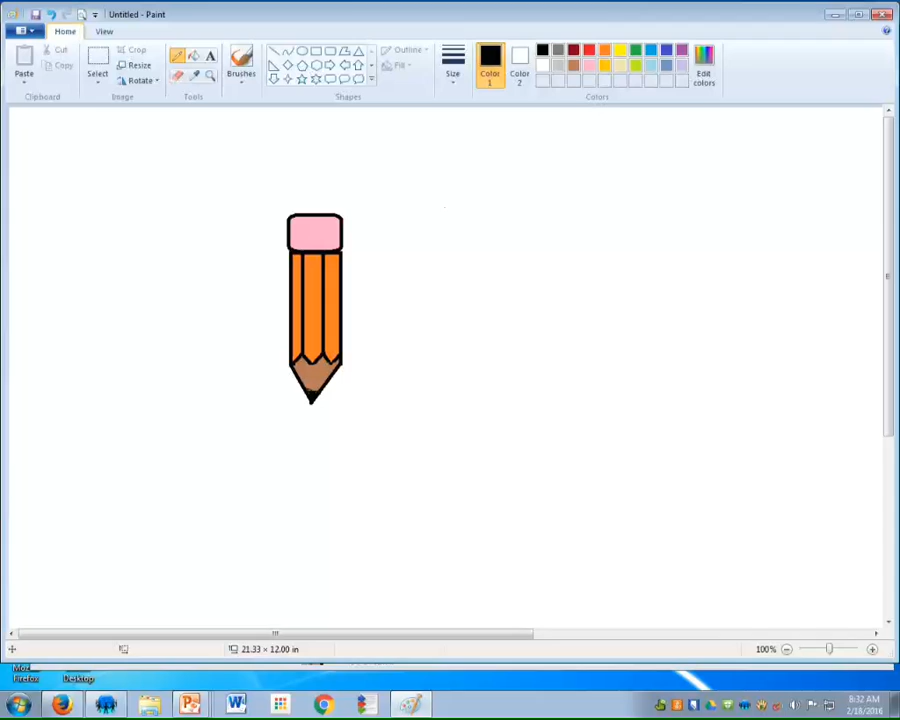 Untitled - Paint
Home View
Paste
Cut
Copy
Clipboard
Select
Crop
Resize
Rotate
Image
A
Tools
Brushes
Shapes
Outline
Fill
Size
Color 1
Color 2
Colors
Edit colors
21.33 × 12.00 in
100%
Firefox
Desktop
8:32 AM
2/18/2016